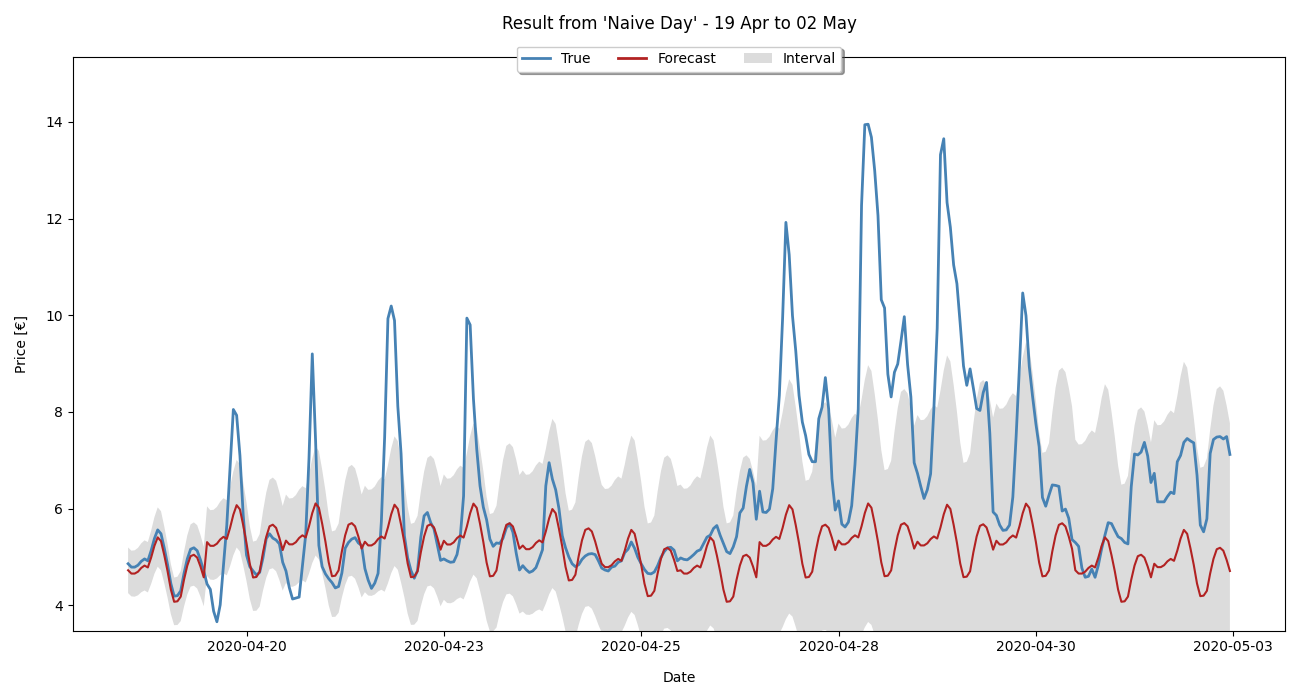 Result from 'Naive Day' - 19 Apr to 02 May
True Forecast Interval
14
12
10
8
6
4
Price [€]
2020-04-20 2020-04-23 2020-04-25 2020-04-28 2020-04-30 2020-05-03
Date